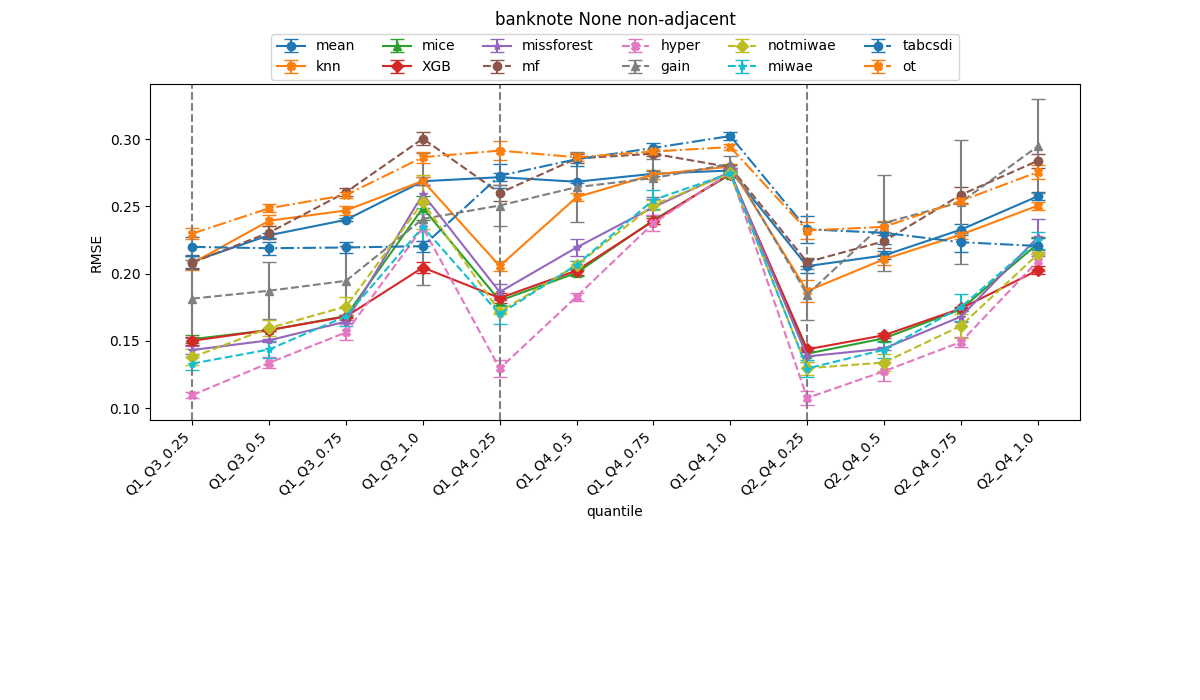 banknote None non-adjacent
mean mice missforest hyper notmiwae tabcsdi
knn XGB mf gain miwae ot
RMSE
0.30
0.25
0.20
0.15
0.10
Q1_Q3_0.25
Q1_Q3_0.5
Q1_Q3_0.75
Q1_Q3_1.0
Q1_Q4_0.25
Q1_Q4_0.5
Q1_Q4_0.75
Q1_Q4_1.0
Q2_Q4_0.25
Q2_Q4_0.5
Q2_Q4_0.75
Q2_Q4_1.0
quantile